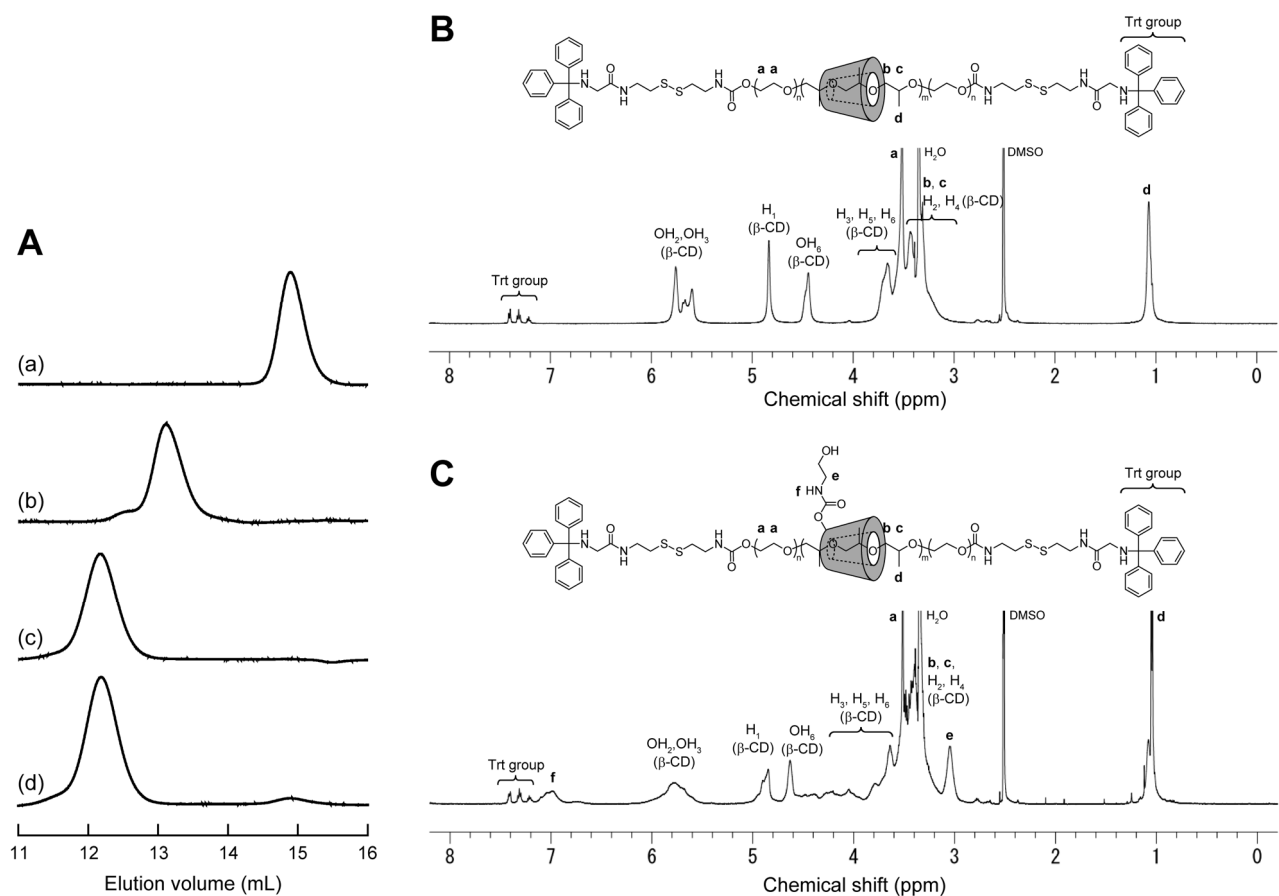 A
(a)
(b)
(c)
(d)
11 12 13 14 15 16
Elution volume (mL)
B
Trt group
a a
b c
d
H N O N H S S H N O O O n O O O m O n O N H S S H N O N H
a
H₂O
DMSO
b, c
H₂, H₄ (β-CD)
d
H₃, H₅, H₆
(β-CD)
H₁
(β-CD)
OH₂,OH₃
(β-CD)
OH₆
(β-CD)
Trt group
8 7 6 5 4 3 2 1 0
Chemical shift (ppm)
C
OH
e
f HN O
O
Trt group
a a
b c
d
H N O N H S S H N O O O n O O O m O n O N H S S H N O N H
a
H₂O
DMSO
d
b, c,
H₂, H₄
(β-CD)
H₃, H₅, H₆
(β-CD)
e
H₁
(β-CD)
OH₆
(β-CD)
OH₂,OH₃
(β-CD)
Trt group
f
8 7 6 5 4 3 2 1 0
Chemical shift (ppm)